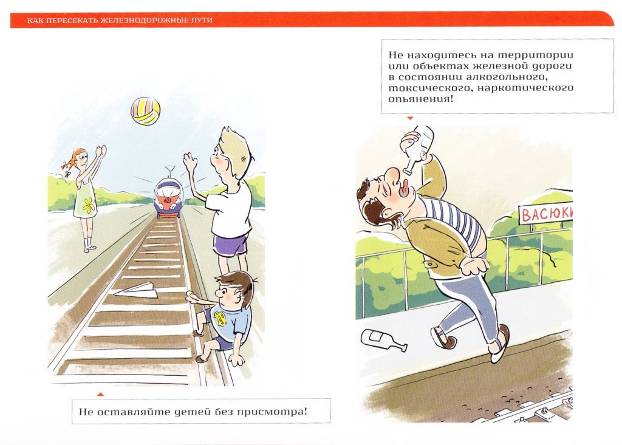 КАК ПЕРЕСЕКАТЬ ЖЕЛЕЗНОДОРОЖНЫЕ ПУТИ
Не находитесь на территории
или объектах железной дороги
в состоянии алкогольного,
токсического, наркотического
опьянения!
ВАСЮКИ
Не оставляйте детей без присмотра!